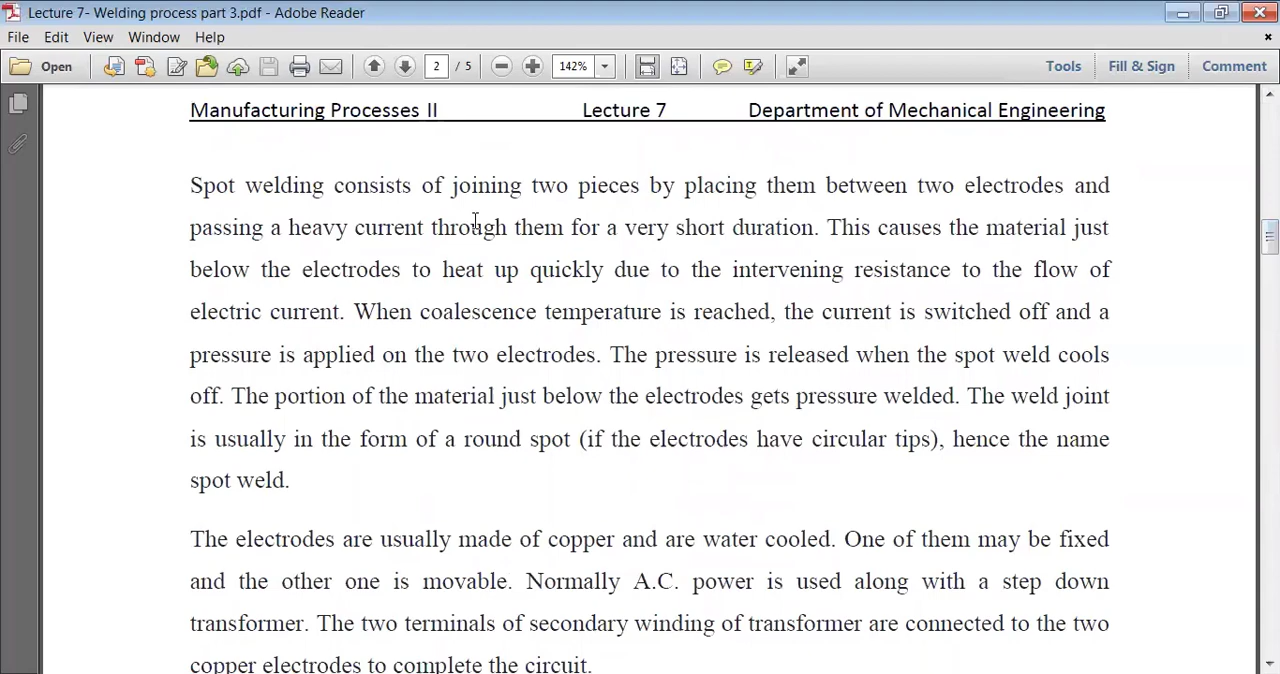 Lecture 7- Welding process part 3.pdf - Adobe Reader
File Edit View Window Help
Open 2 / 5 142% Tools Fill & Sign Comment
Manufacturing Processes II Lecture 7 Department of Mechanical Engineering
Spot welding consists of joining two pieces by placing them between two electrodes and
passing a heavy current through them for a very short duration. This causes the material just
below the electrodes to heat up quickly due to the intervening resistance to the flow of
electric current. When coalescence temperature is reached, the current is switched off and a
pressure is applied on the two electrodes. The pressure is released when the spot weld cools
off. The portion of the material just below the electrodes gets pressure welded. The weld joint
is usually in the form of a round spot (if the electrodes have circular tips), hence the name
spot weld.
The electrodes are usually made of copper and are water cooled. One of them may be fixed
and the other one is movable. Normally A.C. power is used along with a step down
transformer. The two terminals of secondary winding of transformer are connected to the two
copper electrodes to complete the circuit.